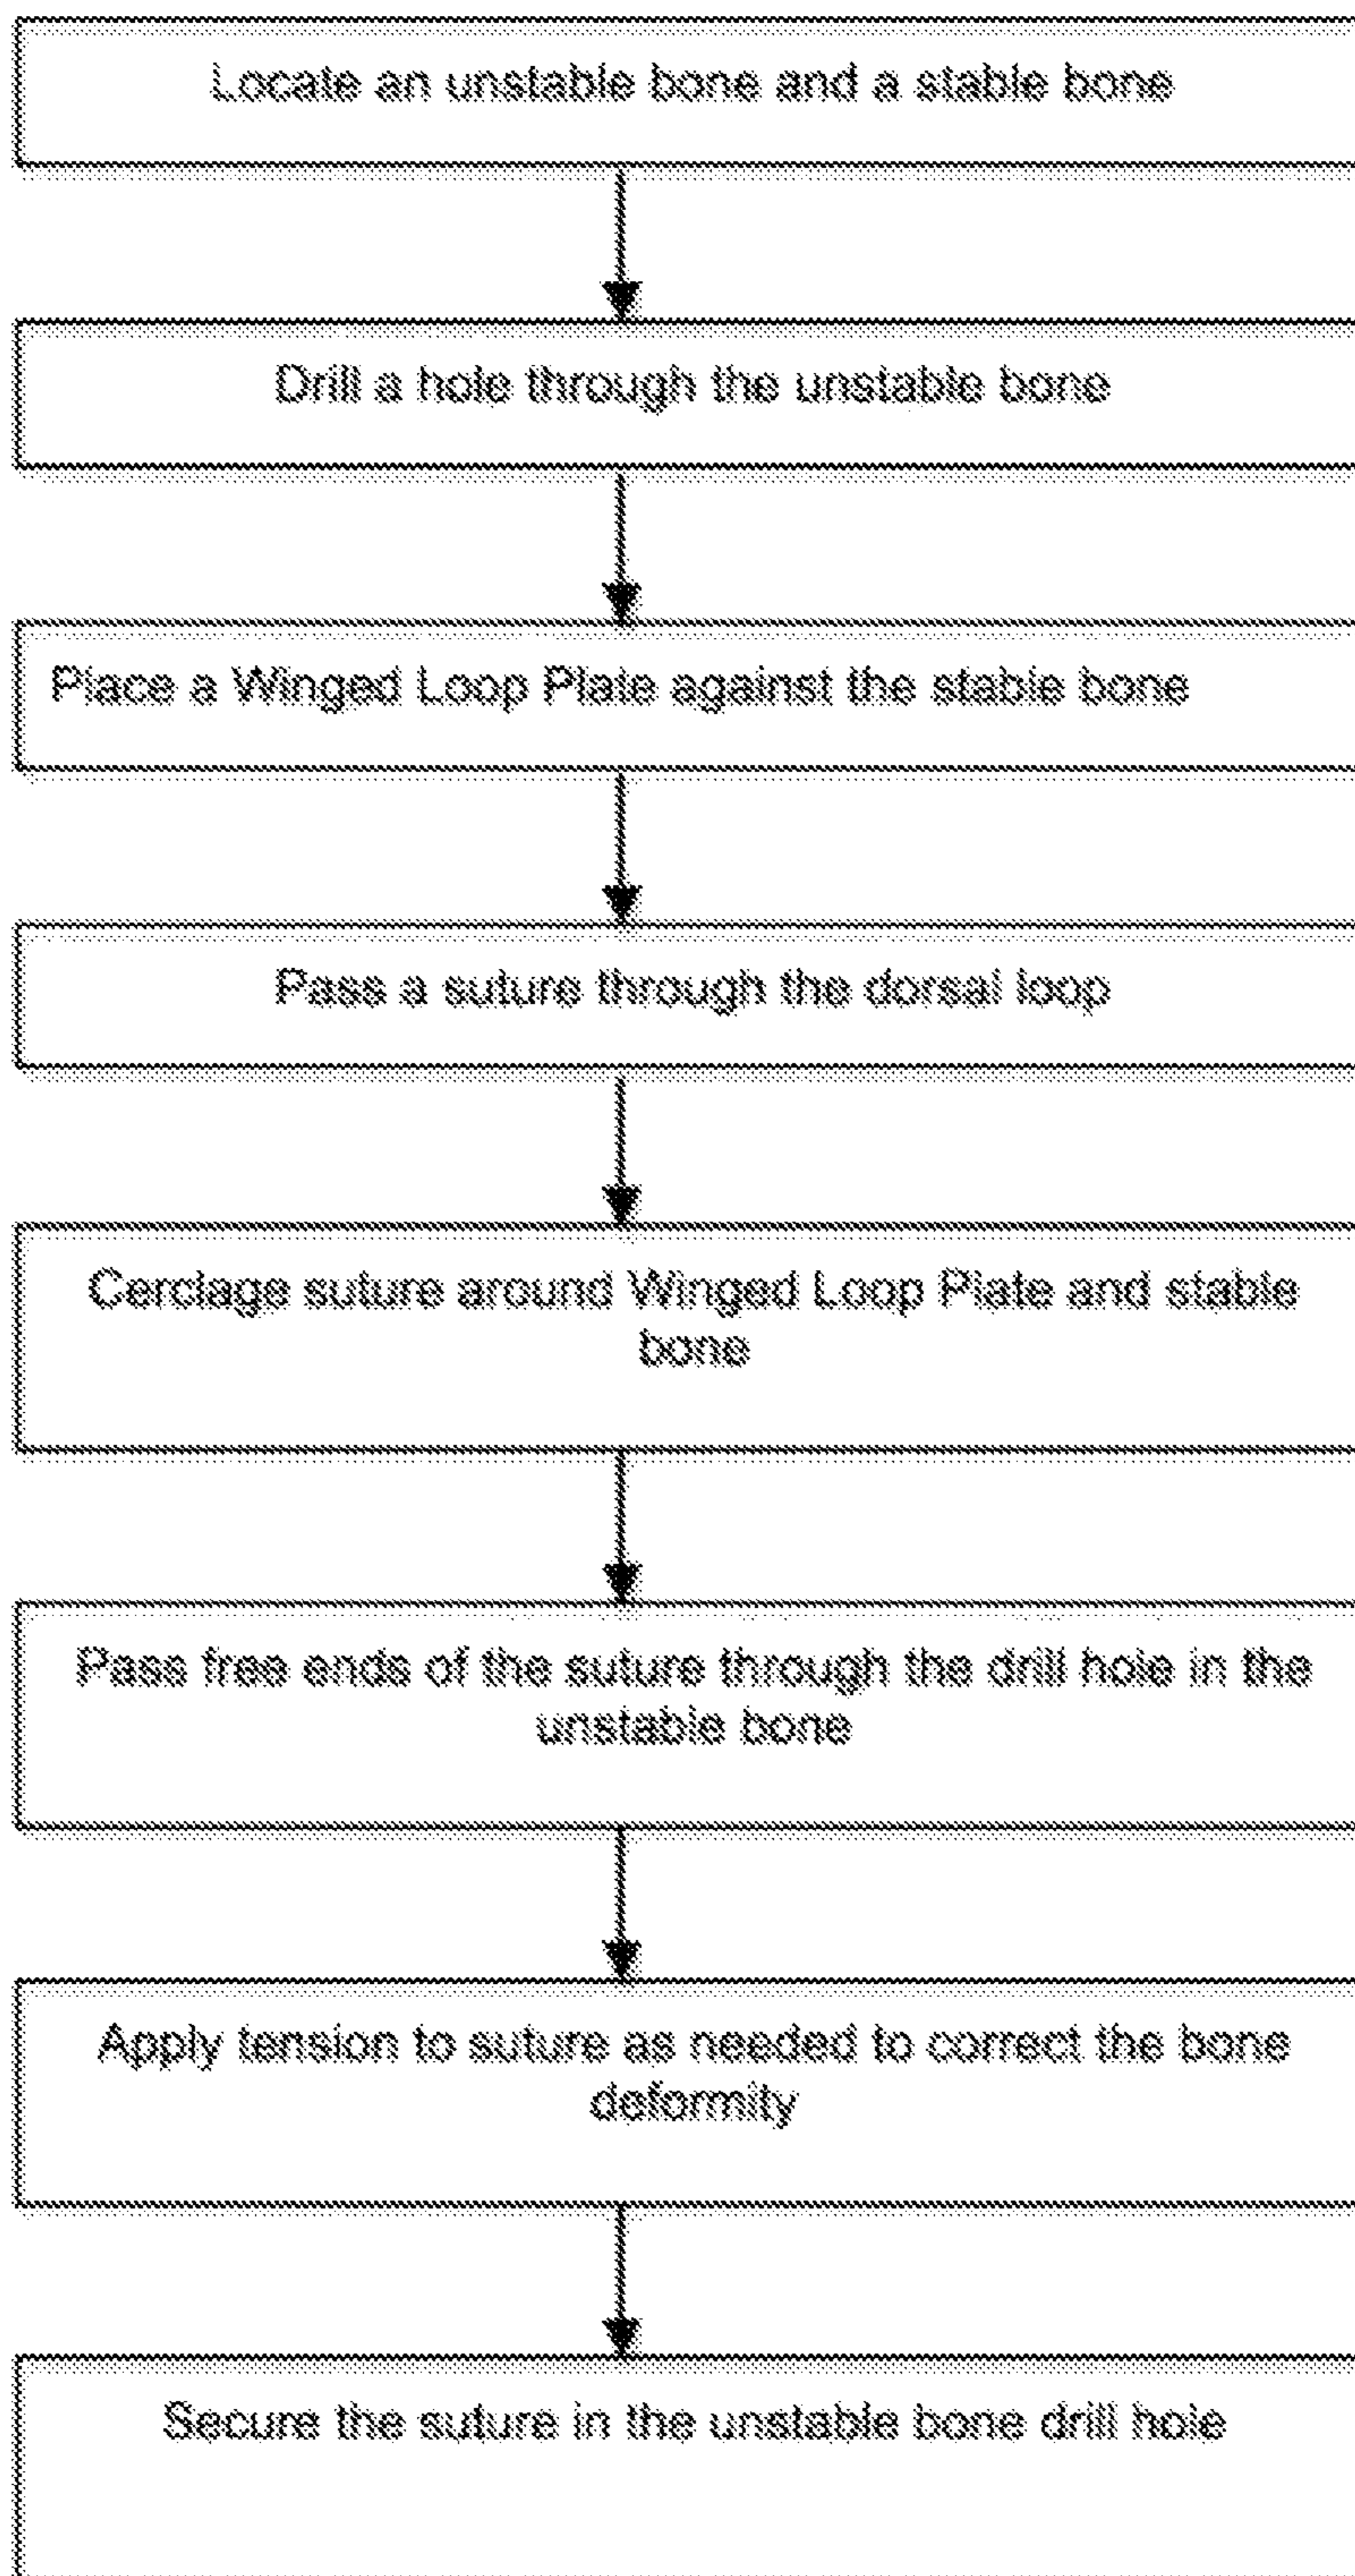 Locate an unstable bone and a stable bone
Drill a hole through the unstable bone
Place a Winged Loop Plate against the stable bone
Pass a suture through the dorsal loop
Cerclage suture around Winged Loop Plate and stable
bone
Pass free ends of the suture through the drill hole in the
unstable bone
Apply tension to suture as needed to correct the bone
deformity
Secure the suture in the unstable bone drill hole